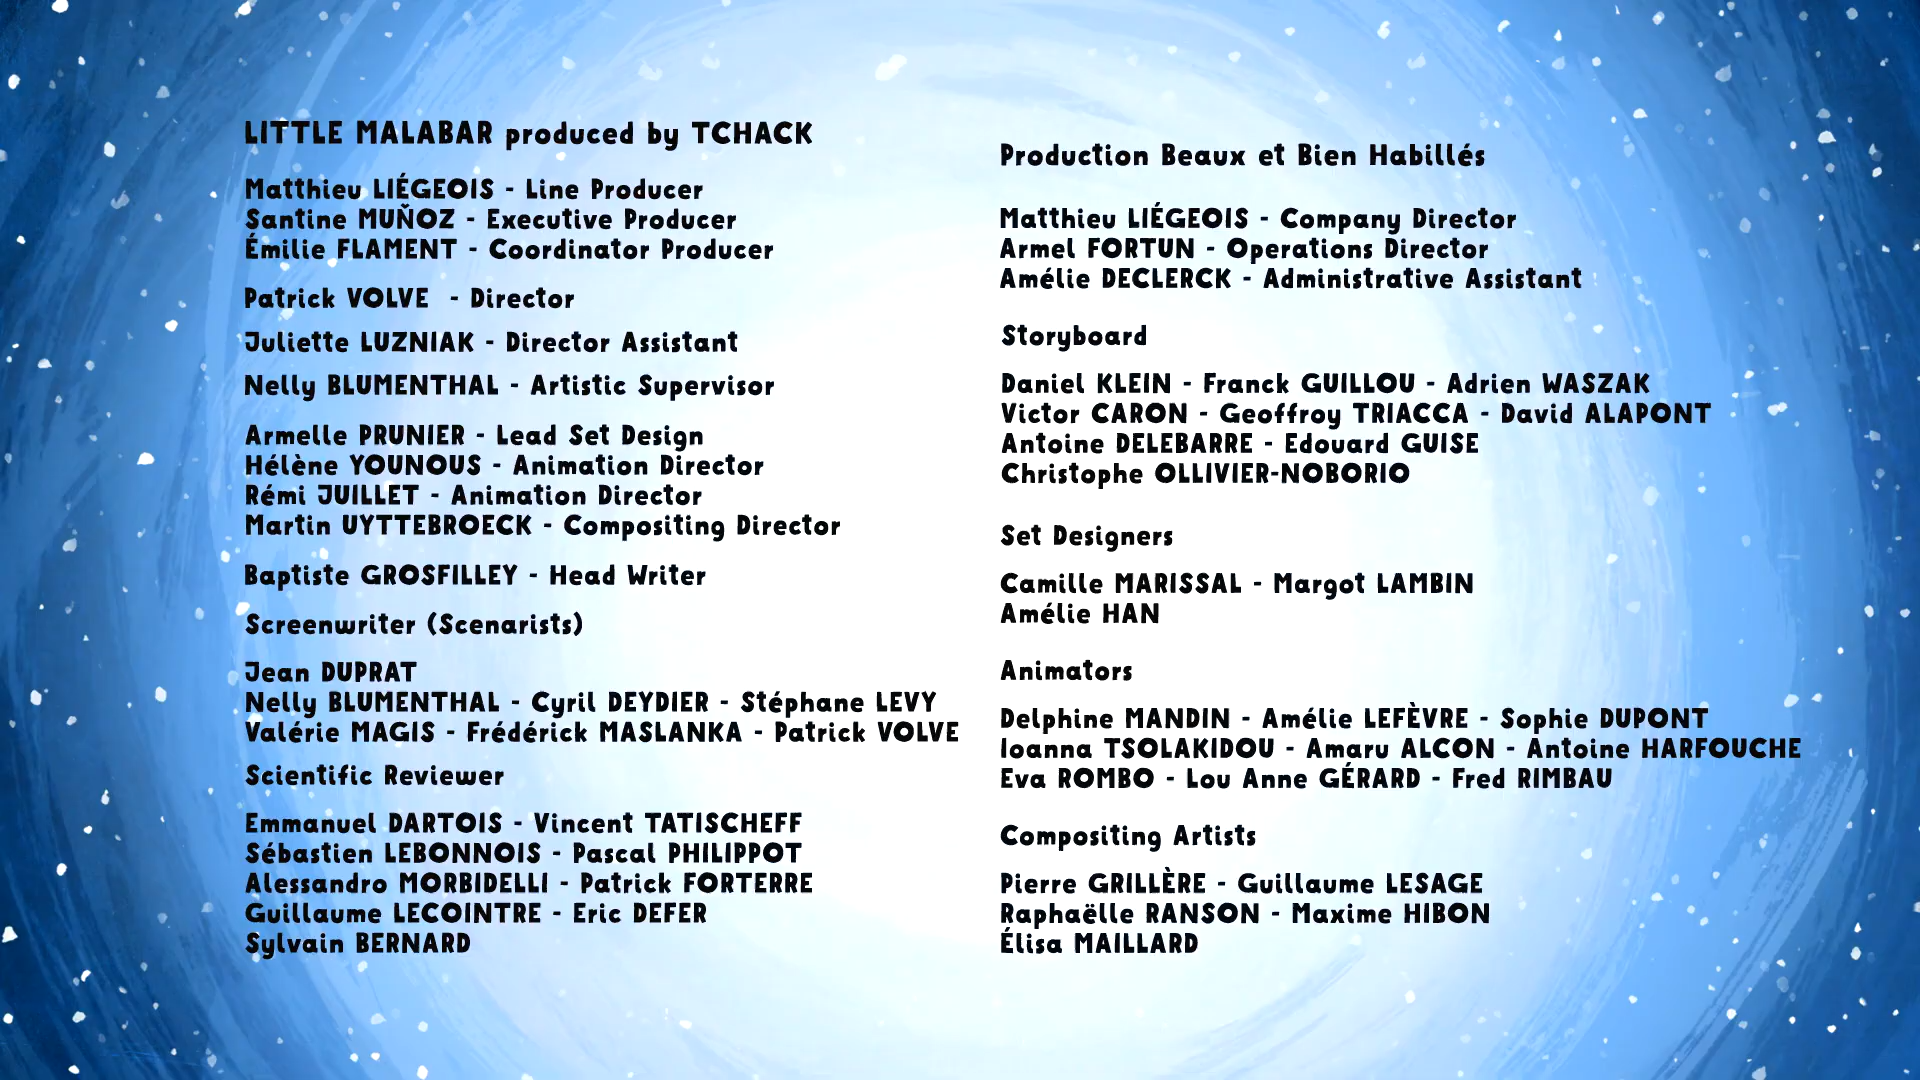 LITTLE MALABAR produced by TCHACK
Matthieu LIÉGEOIS - Line Producer
Santine MUÑOZ - Executive Producer
Émilie FLAMENT - Coordinator Producer
Patrick VOLVE - Director
Juliette LUZNIAK - Director Assistant
Nelly BLUMENTHAL - Artistic Supervisor
Armelle PRUNIER - Lead Set Design
Hélène YOUNOUS - Animation Director
Rémi JUILLET - Animation Director
Martin UYTTEBROECK - Compositing Director
Baptiste GROSFILLEY - Head Writer
Screenwriter (Scenarists)
Jean DUPRAT
Nelly BLUMENTHAL - Cyril DEYDIER - Stéphane LEVY
Valérie MAGIS - Frédérick MASLANKA - Patrick VOLVE
Scientific Reviewer
Emmanuel DARTOIS - Vincent TATISCHEFF
Sébastien LEBONNOIS - Pascal PHILIPPOT
Alessandro MORBIDELLI - Patrick FORTERRE
Guillaume LECOINTRE - Eric DEFER
Sylvain BERNARD
Production Beaux et Bien Habillés
Matthieu LIÉGEOIS - Company Director
Armel FORTUN - Operations Director
Amélie DECLERCK - Administrative Assistant
Storyboard
Daniel KLEIN - Franck GUILLOU - Adrien WASZAK
Victor CARON - Geoffroy TRIACCA - David ALAPONT
Antoine DELEBARRE - Edouard GUISE
Christophe OLLIVIER-NOBORIO
Set Designers
Camille MARISSAL - Margot LAMBIN
Amélie HAN
Animators
Delphine MANDIN - Amélie LEFÈVRE - Sophie DUPONT
Ioanna TSOLAKIDOU - Amaru ALCON - Antoine HARFOUCHE
Eva ROMBO - Lou Anne GÉRARD - Fred RIMBAU
Compositing Artists
Pierre GRILLÈRE - Guillaume LESAGE
Raphaëlle RANSON - Maxime HIBON
Élisa MAILLARD